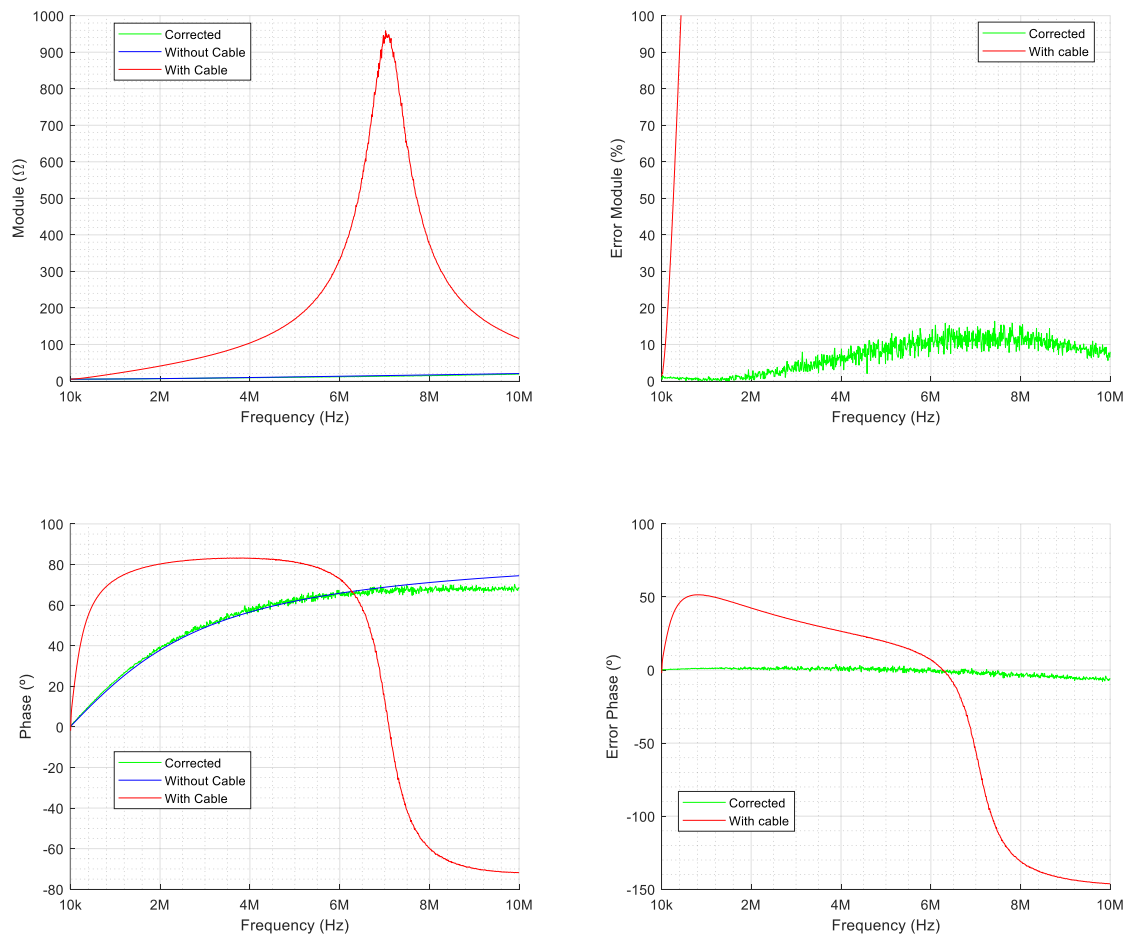 1000
900
800
700
600
500
400
300
200
100
0
Module (Ω)
10k 2M 4M 6M 8M 10M
Frequency (Hz)
Corrected
Without Cable
With Cable
100
90
80
70
60
50
40
30
20
10
0
Error Module (%)
10k 2M 4M 6M 8M 10M
Frequency (Hz)
Corrected
With cable
100
80
60
40
20
0
-20
-40
-60
-80
Phase (º)
10k 2M 4M 6M 8M 10M
Frequency (Hz)
Corrected
Without Cable
With Cable
100
50
0
-50
-100
-150
Error Phase (º)
10k 2M 4M 6M 8M 10M
Frequency (Hz)
Corrected
With cable